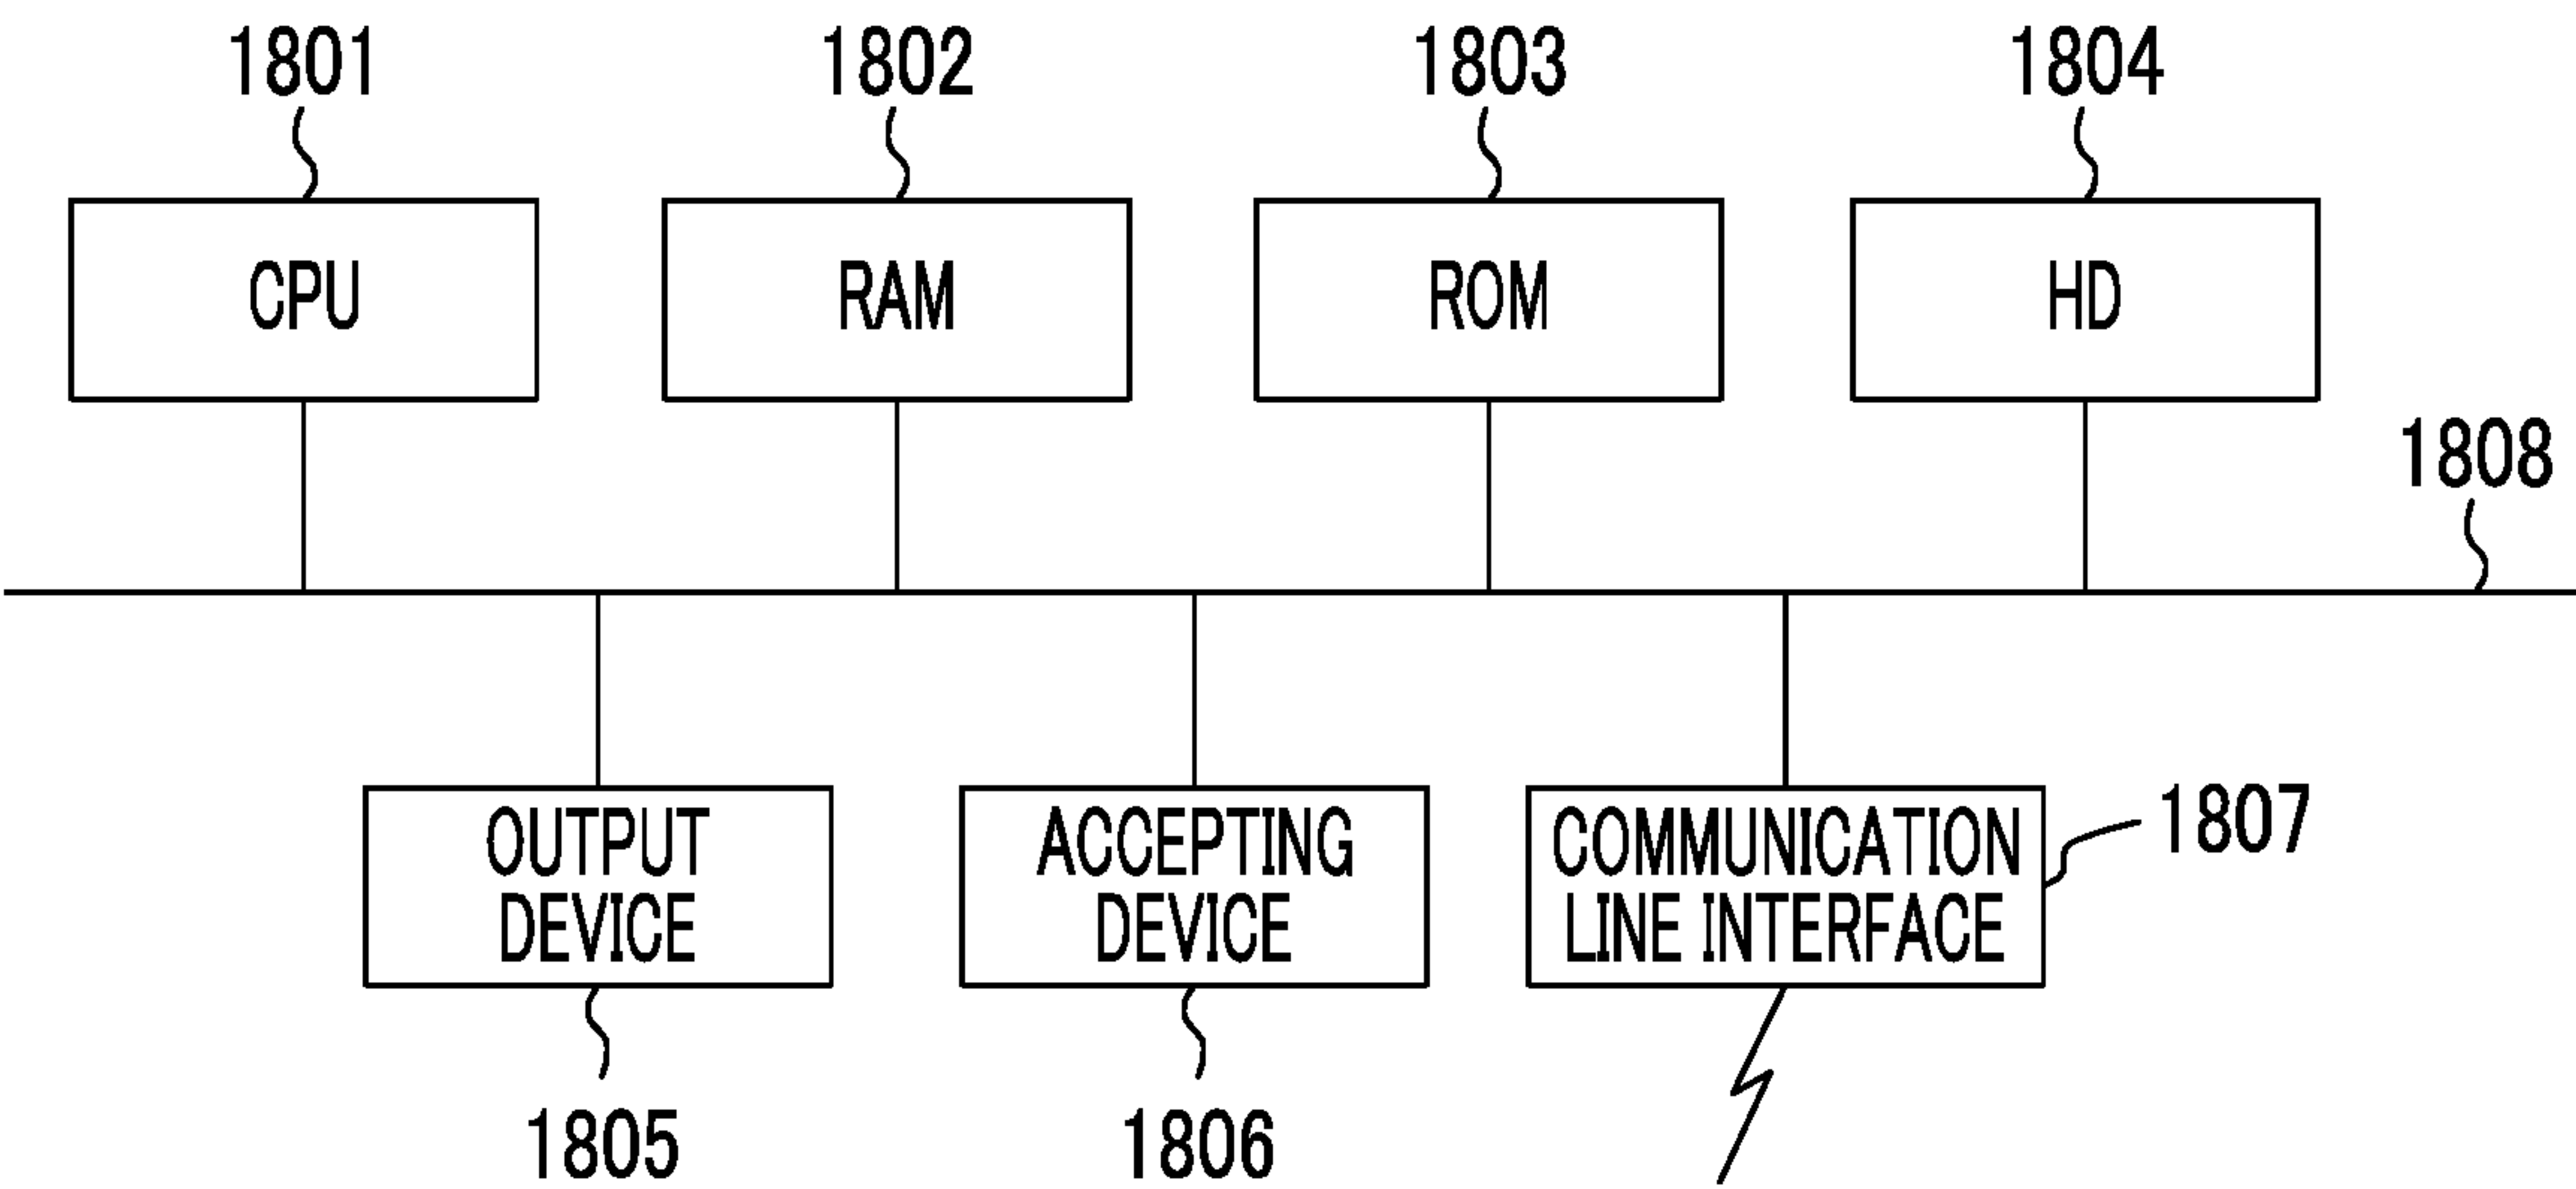 1801
1802
1803
1804
CPU
RAM
ROM
HD
1808
OUTPUT
DEVICE
ACCEPTING
DEVICE
COMMUNICATION
LINE INTERFACE
1807
1805
1806